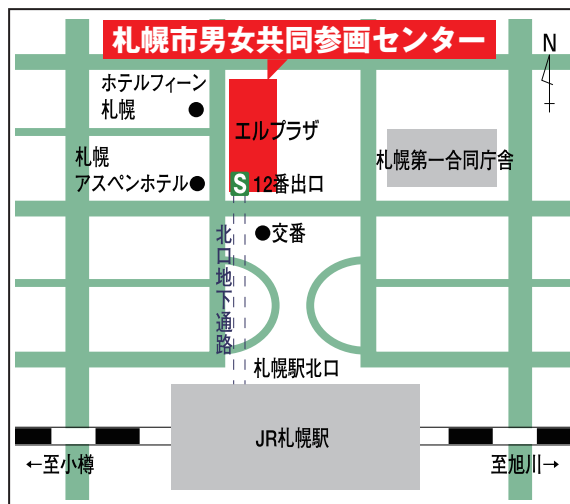 札幌市男女共同参画センター
N
ホテルフィーン
札幌
エルプラザ
札幌第一合同庁舎
札幌
アスペンホテル
S 12番出口
交番
北口地下通路
札幌駅北口
JR札幌駅
←至小樽
至旭川→